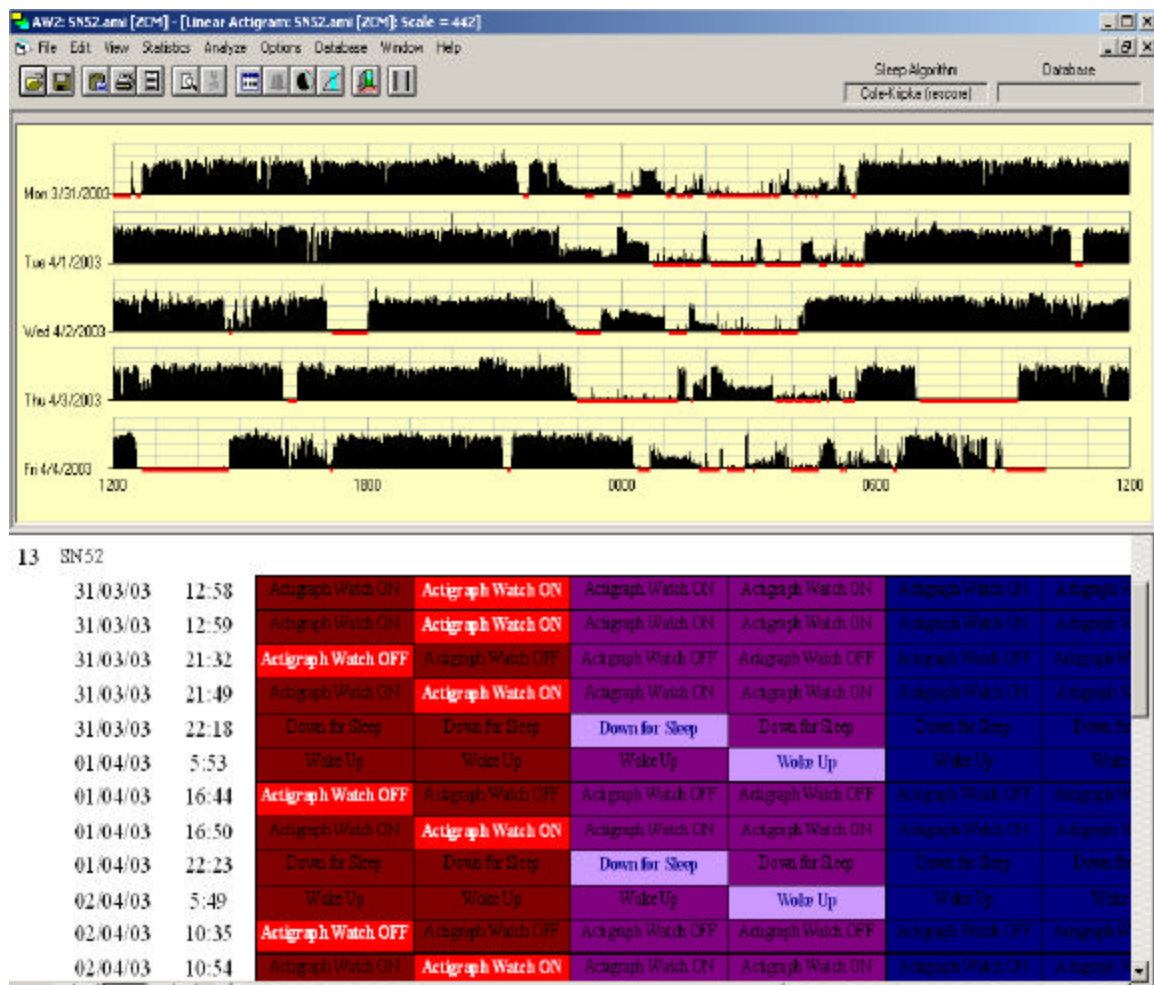 AW2: SN52.ami [ZCM] - [Linear Actigram: SN52.ami [ZCM]: Scale = 442]
File Edit View Statistics Analyze Options Database Window Help
Sleep Algorithm Database
Cole-Kripke (rescore)
Mon 3/31/2003
Tue 4/1/2003
Wed 4/2/2003
Thu 4/3/2003
Fri 4/4/2003
1200 1800 0000 0600 1200
13 SN52
31/03/03 12:58 Actigraph Watch ON Actigraph Watch ON Actigraph Watch ON Actigraph Watch ON Actigraph Watch ON Actigraph W
31/03/03 12:59 Actigraph Watch ON Actigraph Watch ON Actigraph Watch ON Actigraph Watch ON Actigraph Watch ON Actigraph W
31/03/03 21:32 Actigraph Watch OFF Actigraph Watch OFF Actigraph Watch OFF Actigraph Watch OFF Actigraph Watch OFF Actigraph W
31/03/03 21:49 Actigraph Watch ON Actigraph Watch ON Actigraph Watch ON Actigraph Watch ON Actigraph Watch ON Actigraph W
31/03/03 22:18 Down for Sleep Down for Sleep Down for Sleep Down for Sleep Down for Sleep Down for
01/04/03 5:53 Woke Up Woke Up Woke Up Woke Up Woke Up Woke
01/04/03 16:44 Actigraph Watch OFF Actigraph Watch OFF Actigraph Watch OFF Actigraph Watch OFF Actigraph Watch OFF Actigraph W
01/04/03 16:50 Actigraph Watch ON Actigraph Watch ON Actigraph Watch ON Actigraph Watch ON Actigraph Watch ON Actigraph W
01/04/03 22:23 Down for Sleep Down for Sleep Down for Sleep Down for Sleep Down for Sleep Down for
02/04/03 5:49 Woke Up Woke Up Woke Up Woke Up Woke Up Woke
02/04/03 10:35 Actigraph Watch OFF Actigraph Watch OFF Actigraph Watch OFF Actigraph Watch OFF Actigraph Watch OFF Actigraph W
02/04/03 10:54 Actigraph Watch ON Actigraph Watch ON Actigraph Watch ON Actigraph Watch ON Actigraph Watch ON Actigraph W